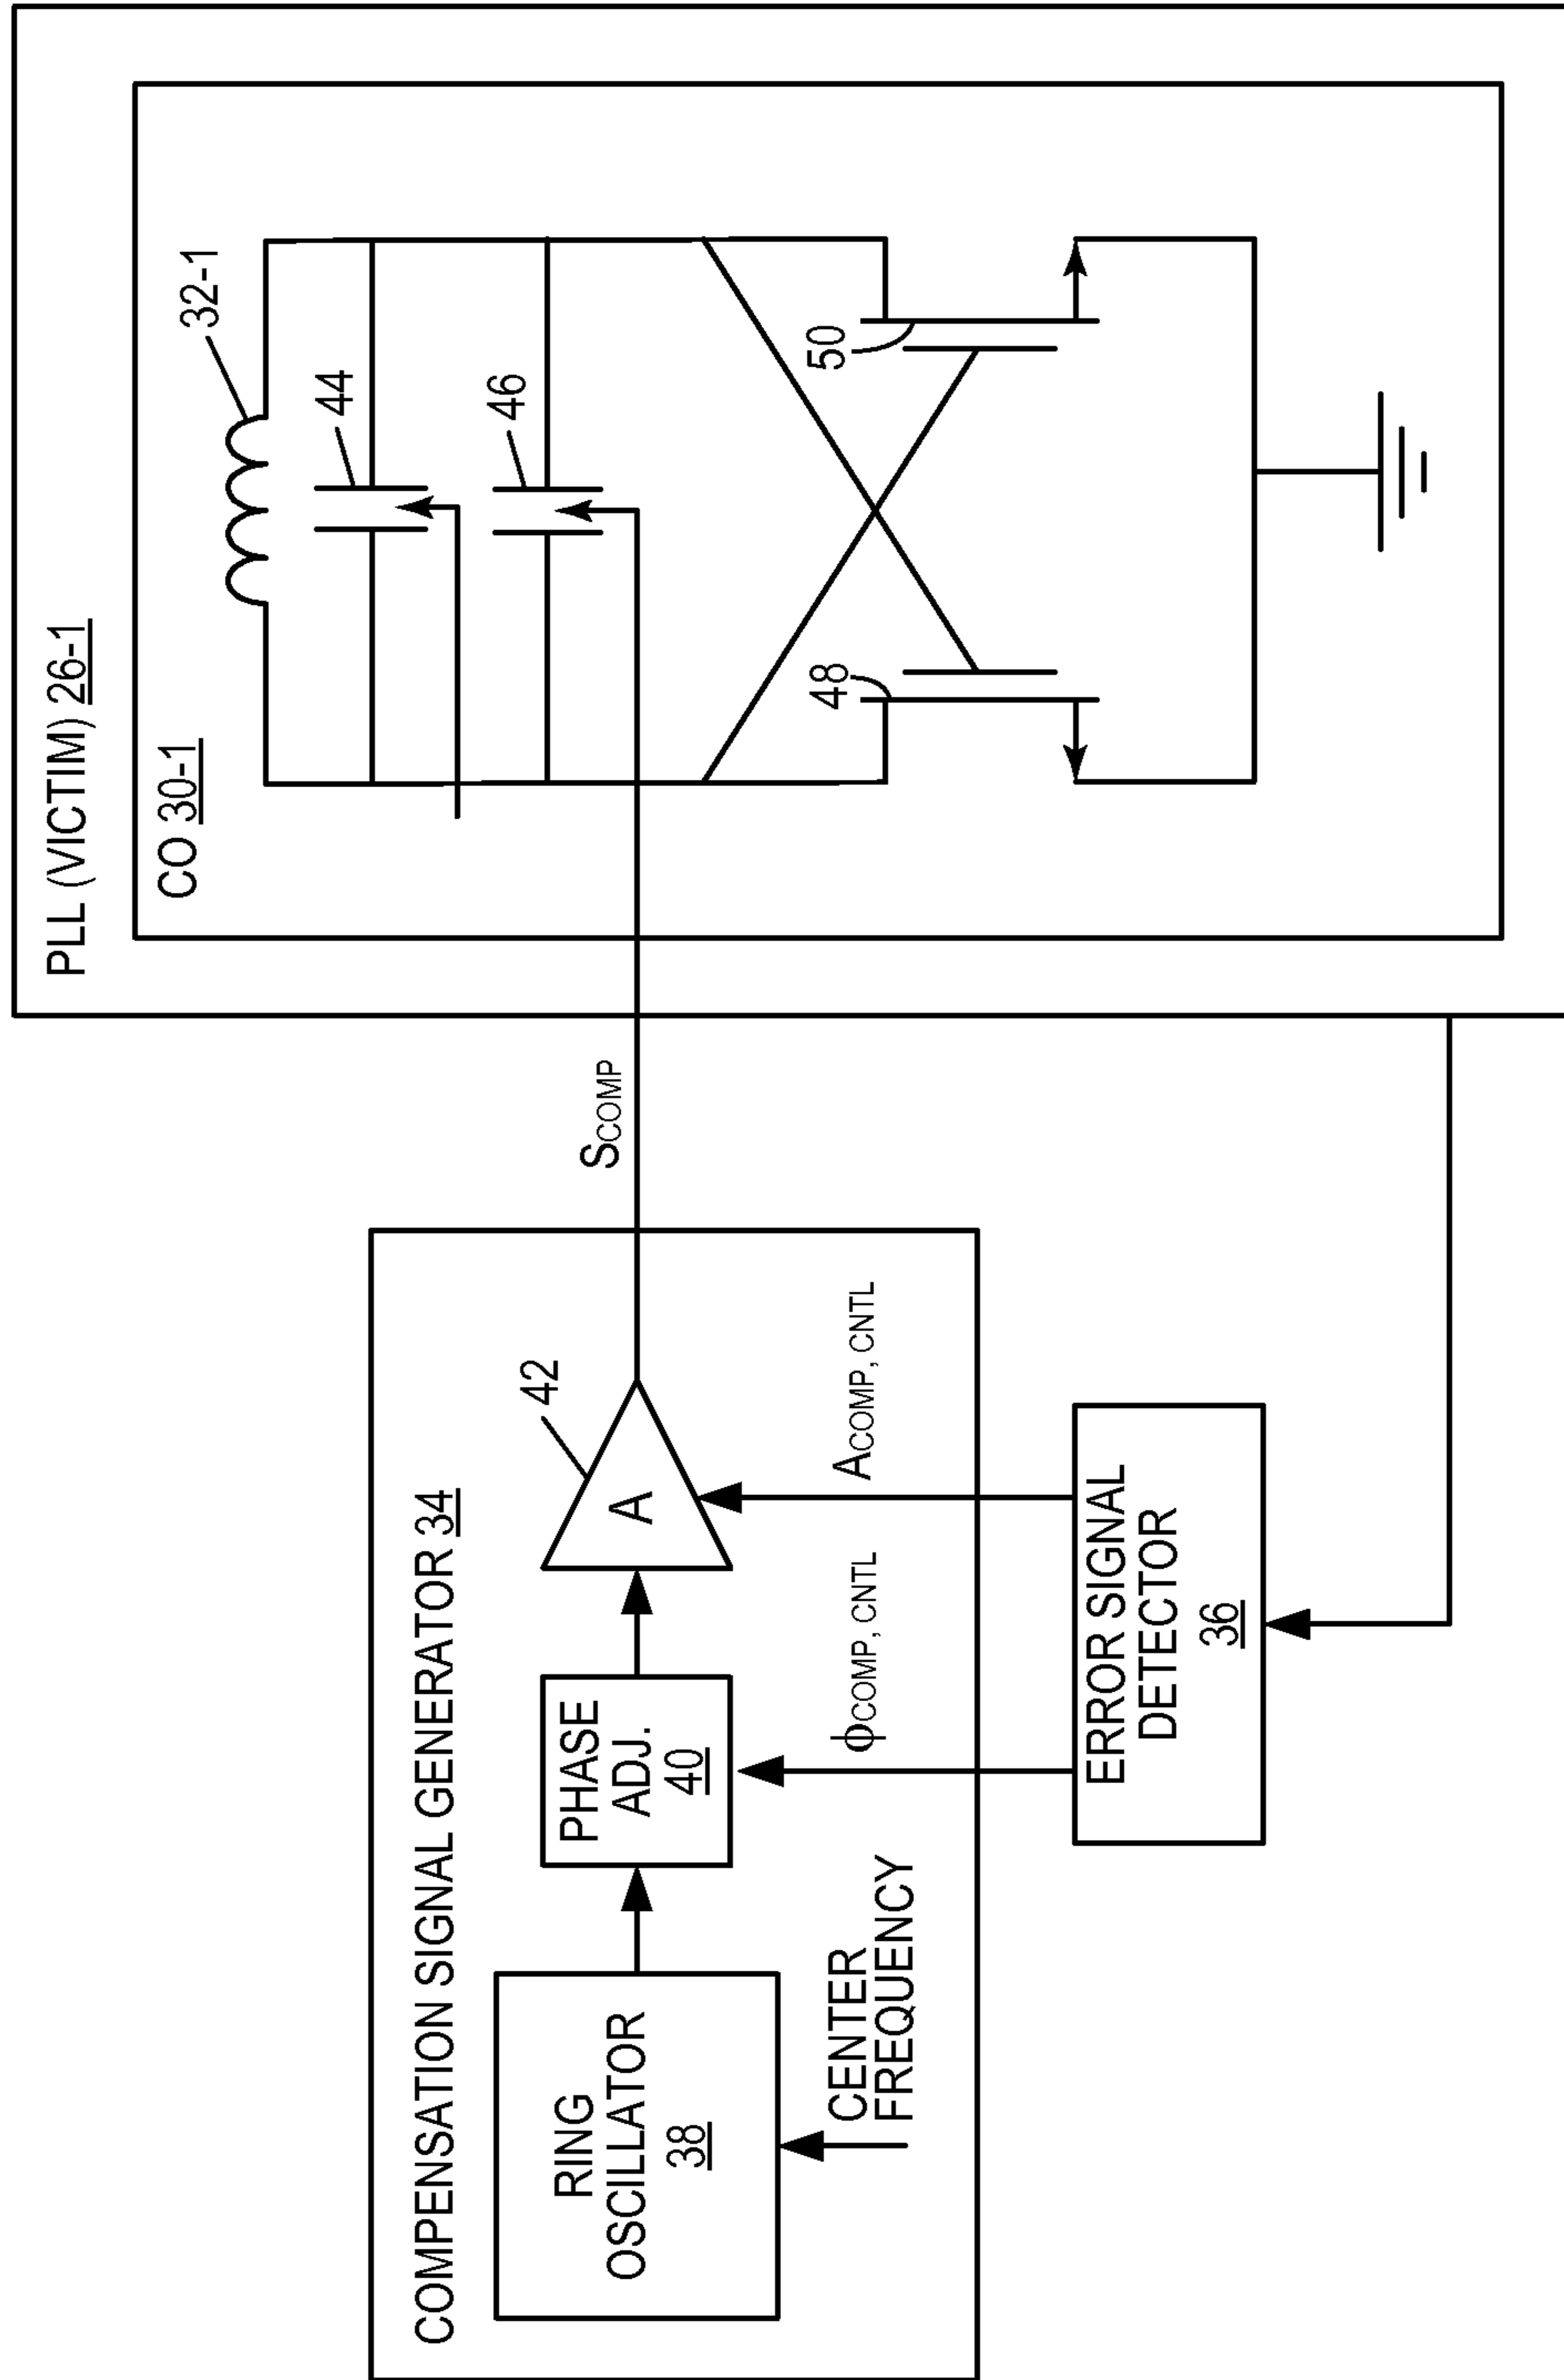 COMPENSATION SIGNAL GENERATOR 34
RING
OSCILLATOR
38
PHASE
ADJ.
40
42
A
CENTER
FREQUENCY
ΦCOMP, CNTL
ACOMP, CNTL
ERROR SIGNAL
DETECTOR
36
SCOMP
PLL (VICTIM) 26-1
CO 30-1
32-1
44
46
48
50